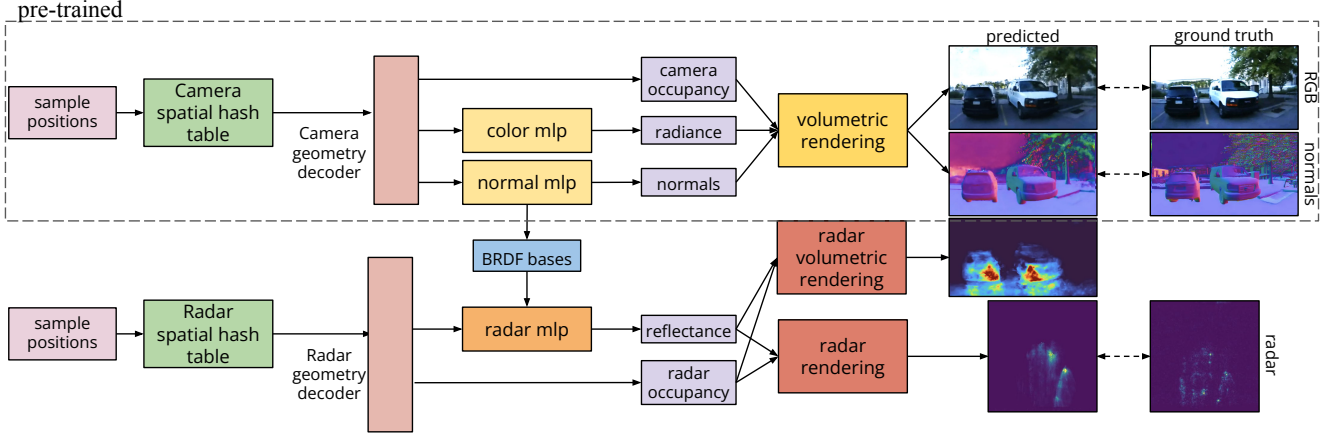 pre-trained
predicted
ground truth
sample
positions
Camera
spatial hash
table
Camera
geometry
decoder
color mlp
normal mlp
camera
occupancy
radiance
normals
volumetric
rendering
RGB
normals
BRDF bases
sample
positions
Radar
spatial hash
table
Radar
geometry
decoder
radar mlp
reflectance
radar
occupancy
radar
volumetric
rendering
radar
rendering
radar